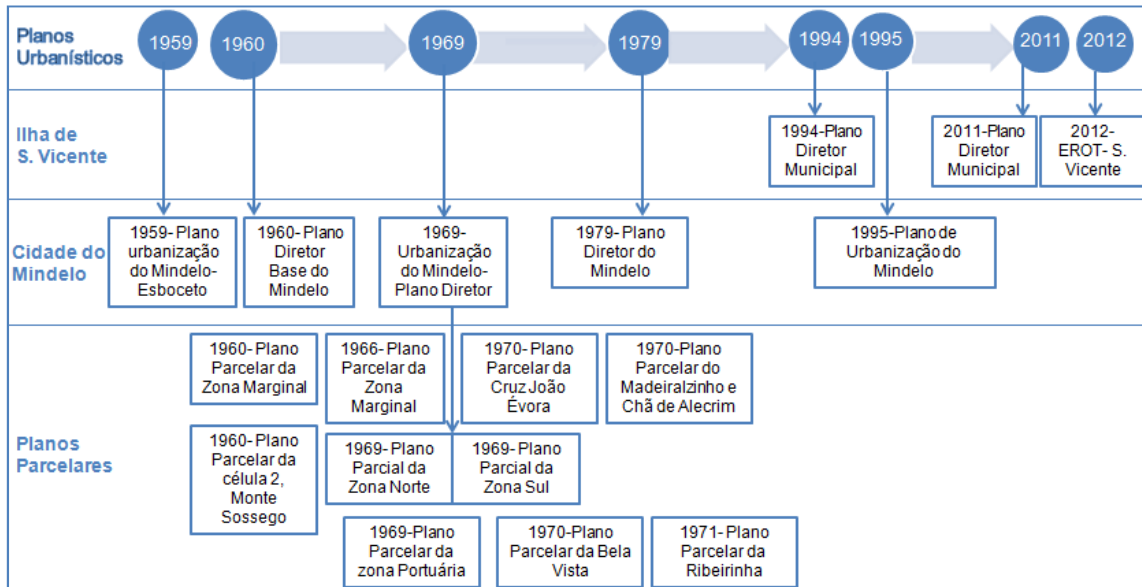 Planos
Urbanísticos
1959
1960
1969
1979
1994
1995
2011
2012
Ilha de
S. Vicente
1994-Plano
Diretor
Municipal
2011-Plano
Diretor
Municipal
2012-
EROT- S.
Vicente
Cidade do
Mindelo
1959- Plano
urbanização
do Mindelo-
Esboceto
1960- Plano
Diretor
Base do
Mindelo
1969-
Urbanização
do Mindelo-
Plano Diretor
1979- Plano
Diretor do
Mindelo
1995-Plano de
Urbanização do
Mindelo
Planos
Parcelares
1960- Plano
Parcelar da
Zona Marginal
1966- Plano
Parcelar da
Zona
Marginal
1970- Plano
Parcelar da
Cruz João
Évora
1970-Plano
Parcelar do
Madeiralzinho e
Chã de Alecrim
1960- Plano
Parcelar da
célula 2,
Monte
Sossego
1969- Plano
Parcial da
Zona Norte
1969- Plano
Parcial da
Zona Sul
1969-Plano
Parcelar da
zona Portuária
1970-Plano
Parcelar da Bela
Vista
1971- Plano
Parcelar da
Ribeirinha